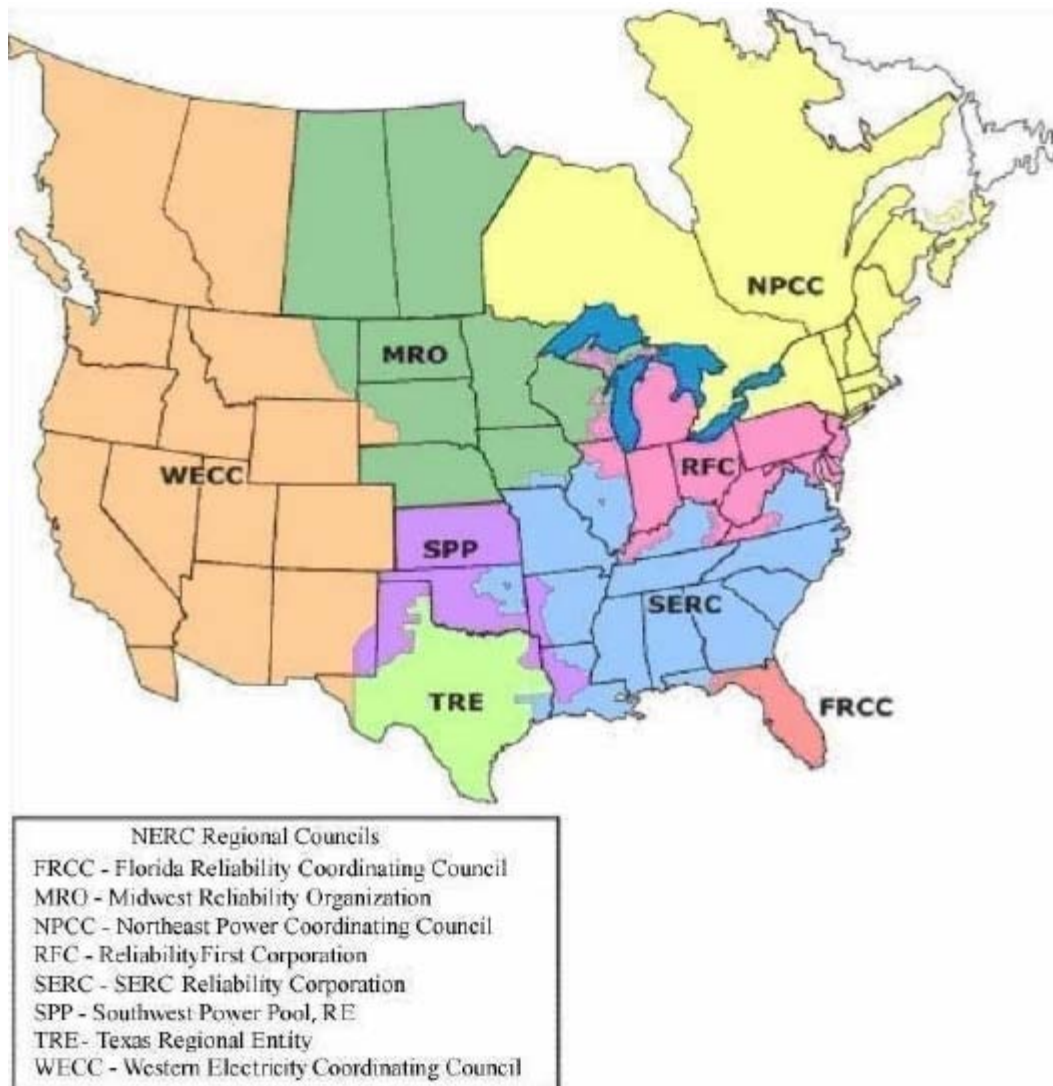 NPCC
MRO
WECC
RFC
SPP
SERC
TRE
FRCC
NERC Regional Councils
FRCC - Florida Reliability Coordinating Council
MRO - Midwest Reliability Organization
NPCC - Northeast Power Coordinating Council
RFC - ReliabilityFirst Corporation
SERC - SERC Reliability Corporation
SPP - Southwest Power Pool, RE
TRE- Texas Regional Entity
WECC - Western Electricity Coordinating Council